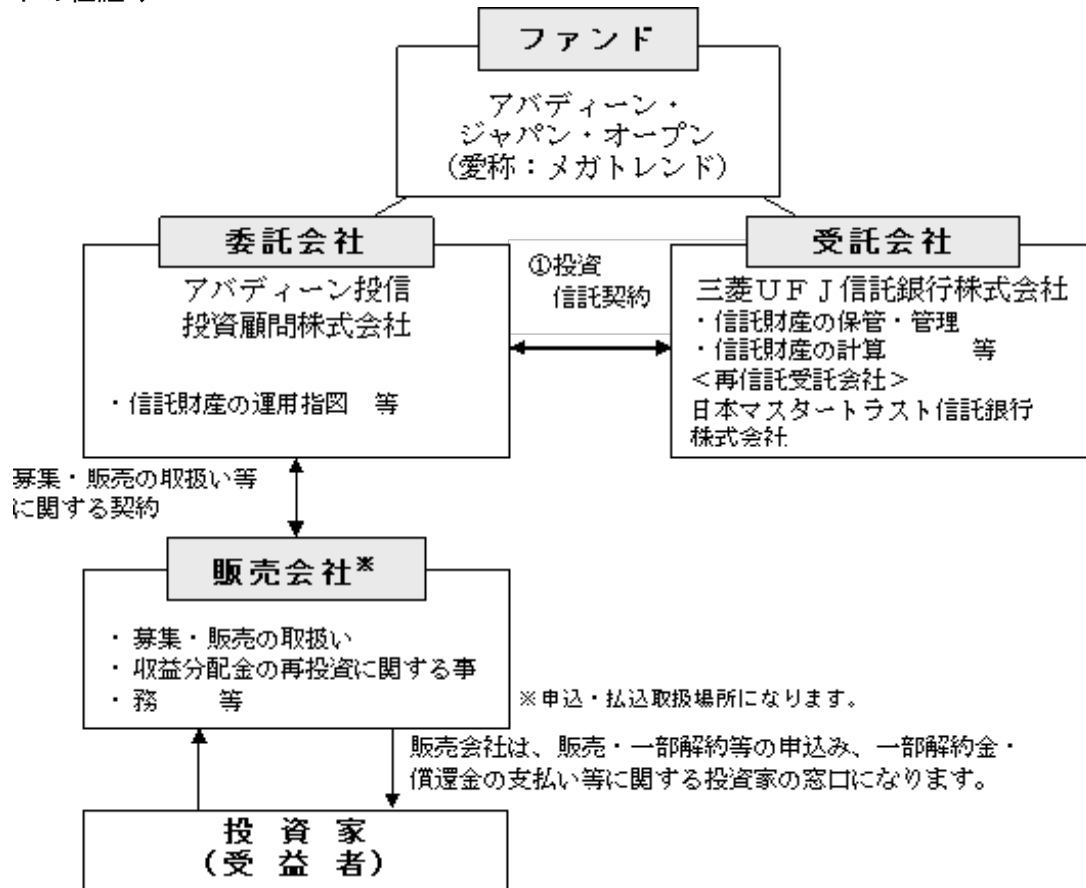 ファンド
アバディーン・
ジャパン・オープン
(愛称：メガトレンド)
委託会社
アバディーン投信
投資顧問株式会社
・信託財産の運用指図　等
①投資
信託契約
受託会社
三菱ＵＦＪ信託銀行株式会社
・信託財産の保管・管理
・信託財産の計算　　　等
＜再信託受託会社＞
日本マスタートラスト信託銀行
株式会社
募集・販売の取扱い等
に関する契約
販売会社※
・ 募集・販売の取扱い
・ 収益分配金の再投資に関する事
・ 務　　等
※申込・払込取扱場所になります。
販売会社は、販売・一部解約等の申込み、一部解約金・
償還金の支払い等に関する投資家の窓口になります。
投 資 家
(受 益 者)